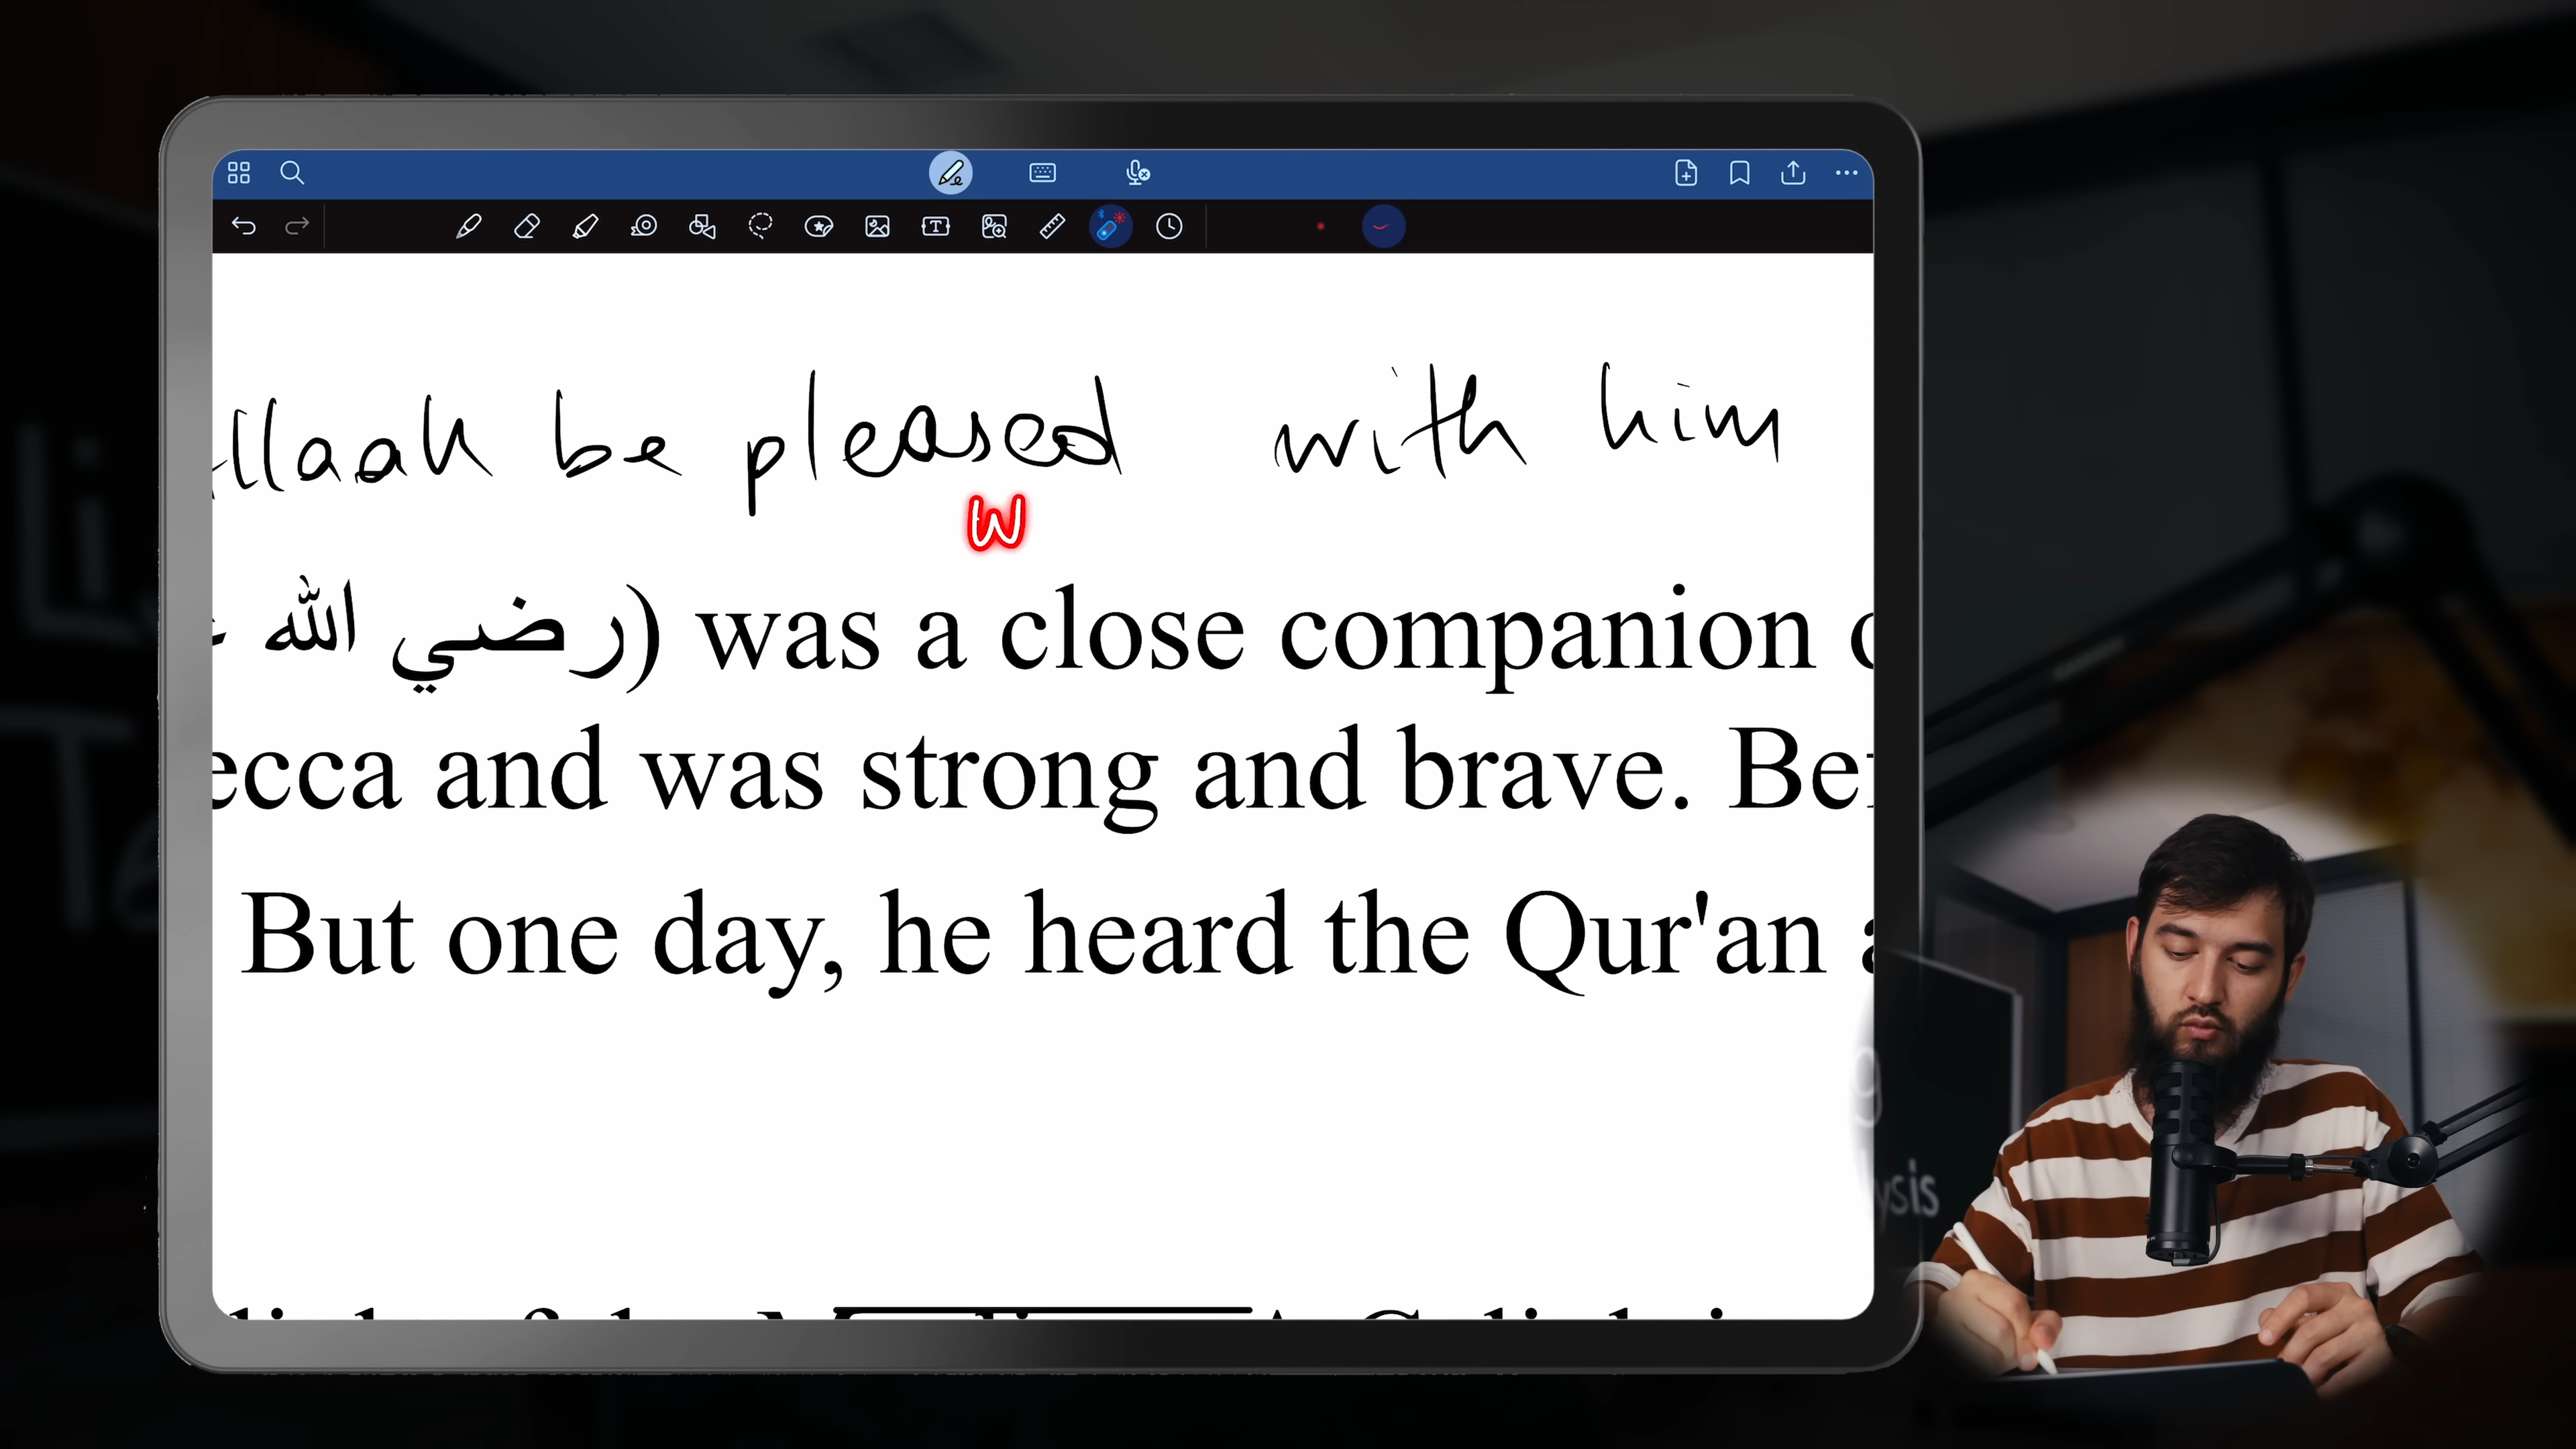 llaah be pleased with him
w
(رضي الله was a close companion
ecca and was strong and brave.
But one day, he heard the Qur'an
ysis